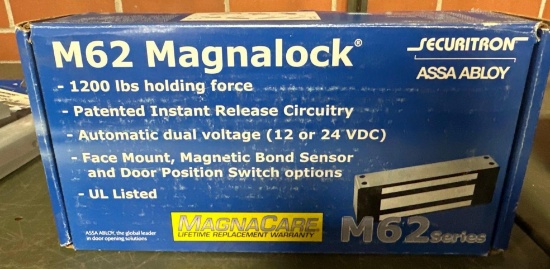 M62 Magnalock®
SECURITRON
ASSA ABLOY
- 1200 lbs holding force
- Patented Instant Release Circuitry
- Automatic dual voltage (12 or 24 VDC)
- Face Mount, Magnetic Bond Sensor
and Door Position Switch options
- UL Listed
ASSA ABLOY, the global leader
in door opening solutions
MAGNACARE
LIFETIME REPLACEMENT WARRANTY
M62 Series